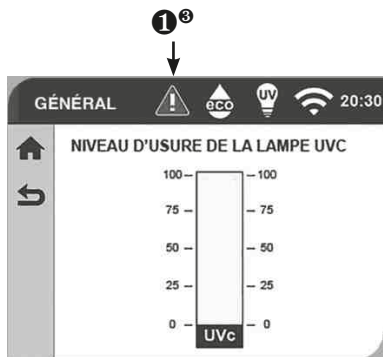 ❶❸
GÉNÉRAL eco UV 20:30
NIVEAU D'USURE DE LA LAMPE UVC
100 100
75 75
50 50
25 25
0 0
UVc